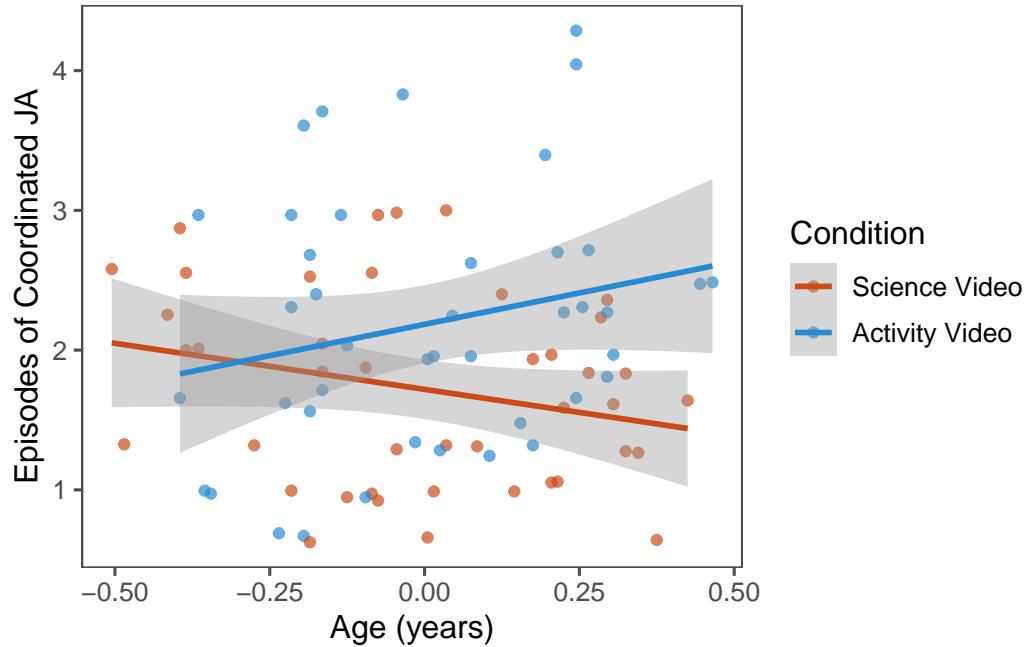 Episodes of Coordinated JA
4
3
2
1
−0.50
−0.25
0.00
0.25
0.50
Age (years)
Condition
Science Video
Activity Video